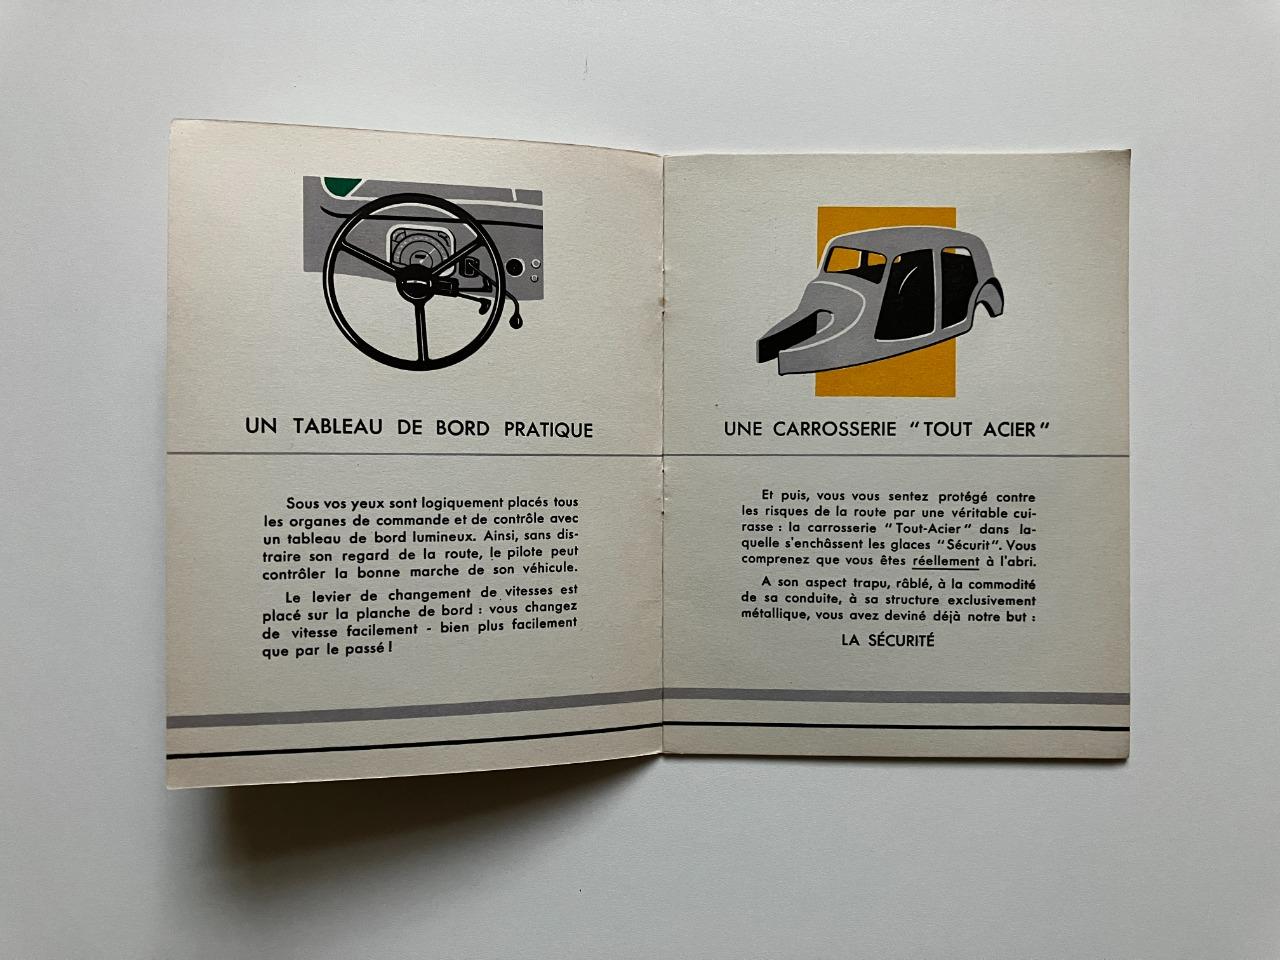 UN TABLEAU DE BORD PRATIQUE
Sous vos yeux sont logiquement placés tous
les organes de commande et de contrôle avec
un tableau de bord lumineux. Ainsi, sans dis-
traire son regard de la route, le pilote peut
contrôler la bonne marche de son véhicule.
Le levier de changement de vitesses est
placé sur la planche de bord : vous changez
de vitesse facilement - bien plus facilement
que par le passé !
UNE CARROSSERIE "TOUT ACIER"
Et puis, vous vous sentez protégé contre
les risques de la route par une véritable cui-
rasse : la carrosserie "Tout-Acier" dans la-
quelle s'enchâssent les glaces "Sécurit". Vous
comprenez que vous êtes réellement à l'abri.
A son aspect trapu, râblé, à la commodité
de sa conduite, à sa structure exclusivement
métallique, vous avez deviné déjà notre but :
LA SÉCURITÉ